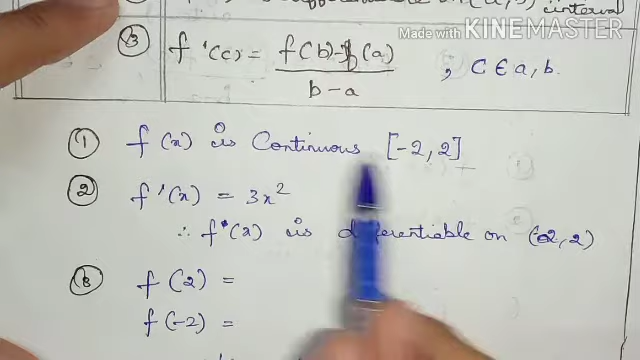 on (a, b) interval
Made with KINEMASTER
③ f'(c) = f(b)-f(a) / b-a , C ∈ a, b.
① f(x) is Continuous [-2, 2]
② f'(x) = 3x²
∴ f'(x) is differentiable on (-2, 2)
③ f(2) =
f(-2) =